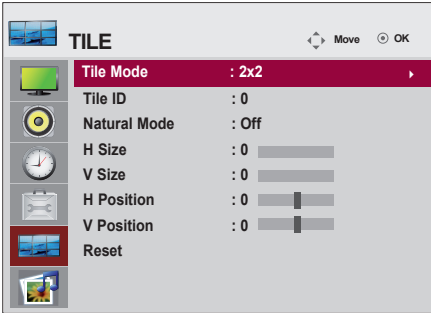 TILE Move OK
Tile Mode : 2x2
Tile ID : 0
Natural Mode : Off
H Size : 0
V Size : 0
H Position : 0
V Position : 0
Reset